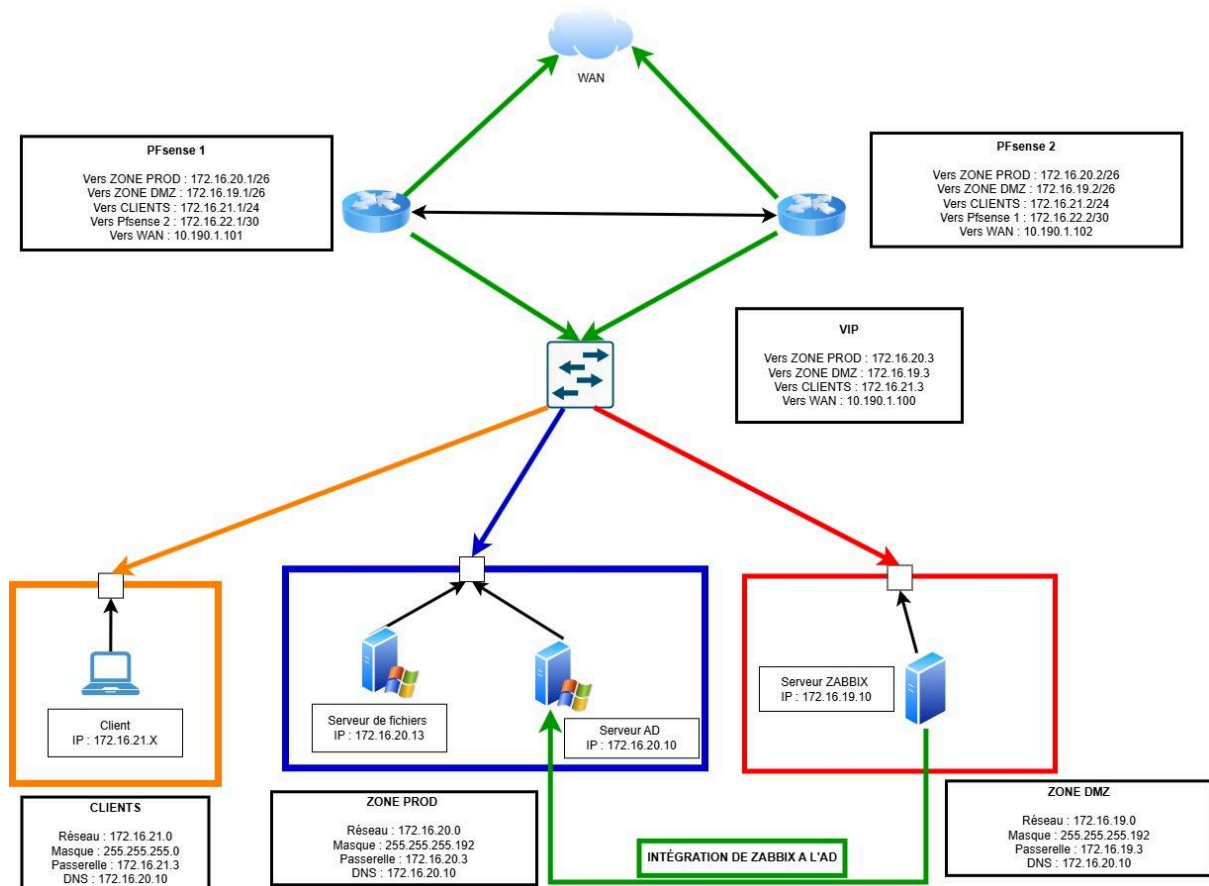 WAN
PFsense 1
Vers ZONE PROD : 172.16.20.1/26
Vers ZONE DMZ : 172.16.19.1/26
Vers CLIENTS : 172.16.21.1/24
Vers Pfsense 2 : 172.16.22.1/30
Vers WAN : 10.190.1.101
PFsense 2
Vers ZONE PROD : 172.16.20.2/26
Vers ZONE DMZ : 172.16.19.2/26
Vers CLIENTS : 172.16.21.2/24
Vers Pfsense 1 : 172.16.22.2/30
Vers WAN : 10.190.1.102
VIP
Vers ZONE PROD : 172.16.20.3
Vers ZONE DMZ : 172.16.19.3
Vers CLIENTS : 172.16.21.3
Vers WAN : 10.190.1.100
Client
IP : 172.16.21.X
Serveur de fichiers
IP : 172.16.20.13
Serveur AD
IP : 172.16.20.10
Serveur ZABBIX
IP : 172.16.19.10
CLIENTS
Réseau : 172.16.21.0
Masque : 255.255.255.0
Passerelle : 172.16.21.3
DNS : 172.16.20.10
ZONE PROD
Réseau : 172.16.20.0
Masque : 255.255.255.192
Passerelle : 172.16.20.3
DNS : 172.16.20.10
INTÉGRATION DE ZABBIX A L'AD
ZONE DMZ
Réseau : 172.16.19.0
Masque : 255.255.255.192
Passerelle : 172.16.19.3
DNS : 172.16.20.10